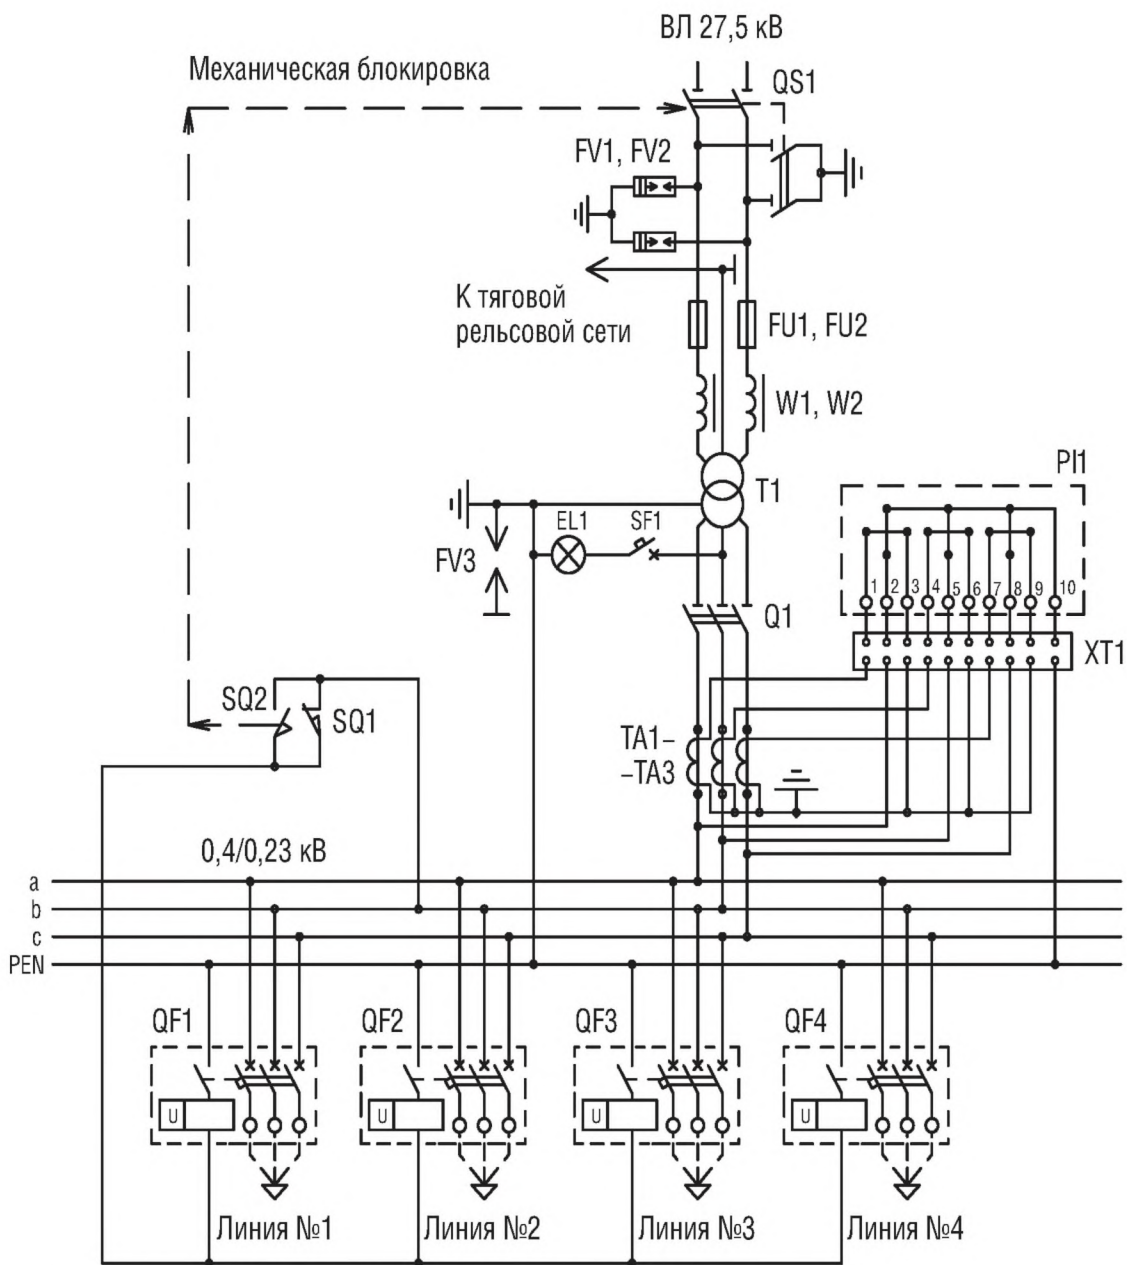 ВЛ 27,5 кВ
Механическая блокировка
QS1
FV1, FV2
К тяговой
рельсовой сети
FU1, FU2
W1, W2
PI1
T1
EL1
SF1
FV3
1 2 3 4 5 6 7 8 9 10
Q1
XT1
SQ2
SQ1
TA1–
–TA3
0,4/0,23 кВ
a
b
c
PEN
QF1
QF2
QF3
QF4
U
U
U
U
Линия №1
Линия №2
Линия №3
Линия №4